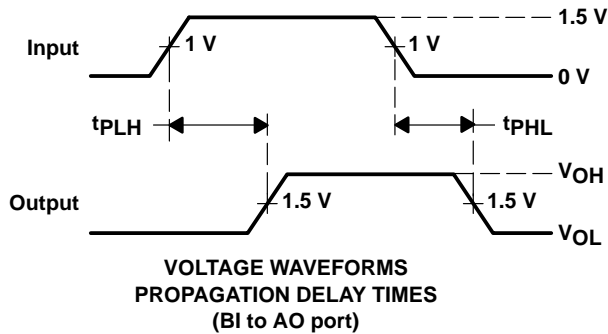 1.5 V
Input
1 V
1 V
0 V
tPLH
tPHL
VOH
Output
1.5 V
1.5 V
VOL
VOLTAGE WAVEFORMS
PROPAGATION DELAY TIMES
(BI to AO port)